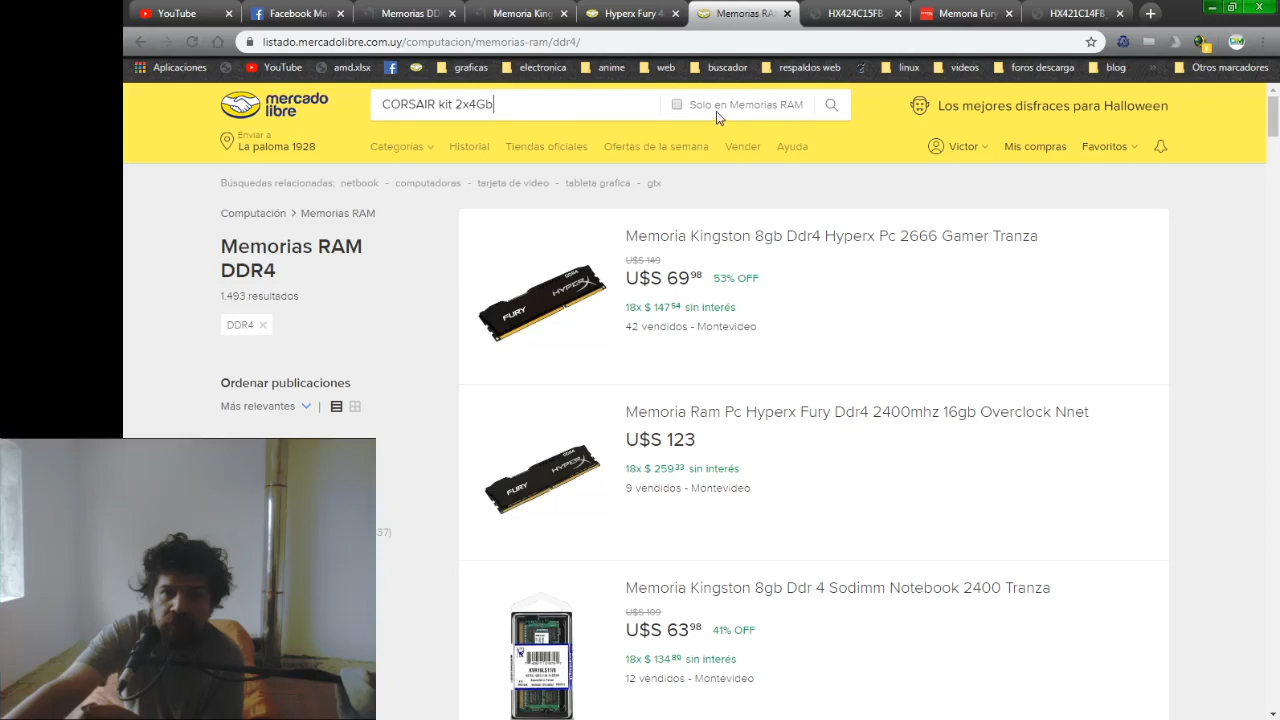 YouTube
Facebook Ma
Memorias DD
Memoria King
Hyperx Fury 4
Memorias RA
HX424C15FB
Memoria Fury
HX421C14FB
listado.mercadolibre.com.uy/computacion/memorias-ram/ddr4/
Aplicaciones YouTube amd.xlsx graficas electronica anime web buscador respaldos web linux videos foros descarga blog Otros marcadores
mercado
libre
CORSAIR kit 2x4Gb
Solo en Memorias RAM
Los mejores disfraces para Halloween
Enviar a
La paloma 1928
Categorías Historial Tiendas oficiales Ofertas de la semana Vender Ayuda
Victor Mis compras Favoritos
Búsquedas relacionadas: netbook - computadoras - tarjeta de video - tableta grafica - gtx
Computación > Memorias RAM
Memorias RAM
DDR4
1.493 resultados
DDR4
Ordenar publicaciones
Más relevantes
37)
Memoria Kingston 8gb Ddr4 Hyperx Pc 2666 Gamer Tranza
U$S 149
U$S 69 98 53% OFF
18x $ 147 54 sin interés
42 vendidos - Montevideo
Memoria Ram Pc Hyperx Fury Ddr4 2400mhz 16gb Overclock Nnet
U$S 123
18x $ 259 33 sin interés
9 vendidos - Montevideo
Memoria Kingston 8gb Ddr 4 Sodimm Notebook 2400 Tranza
U$S 109
U$S 63 98 41% OFF
18x $ 134 89 sin interés
12 vendidos - Montevideo
FURY
HYPERX
DDR4
FURY
HYPERX